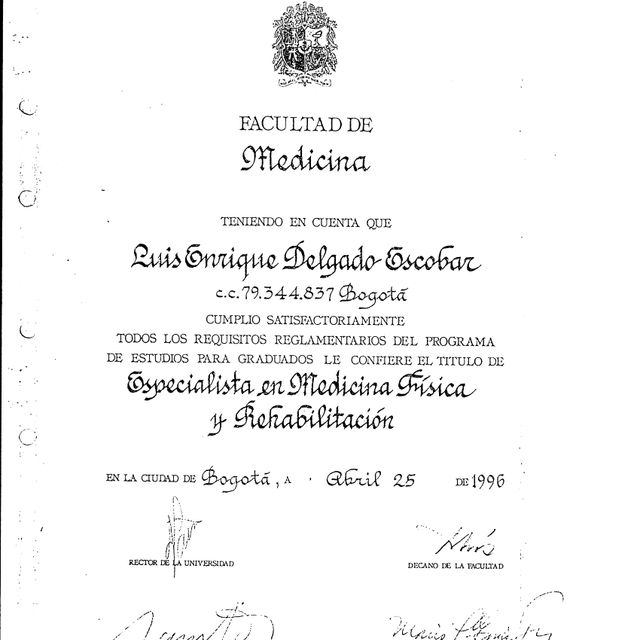 FACULTAD DE
Medicina
TENIENDO EN CUENTA QUE
Luis Enrique Delgado Escobar
c.c. 79.344.837 Bogotá
CUMPLIO SATISFACTORIAMENTE
TODOS LOS REQUISITOS REGLAMENTARIOS DEL PROGRAMA
DE ESTUDIOS PARA GRADUADOS LE CONFIERE EL TITULO DE
Especialista en Medicina Física
y Rehabilitación
EN LA CIUDAD DE Bogotá, A Abril 25 DE 1996
RECTOR DE LA UNIVERSIDAD DECANO DE LA FACULTAD